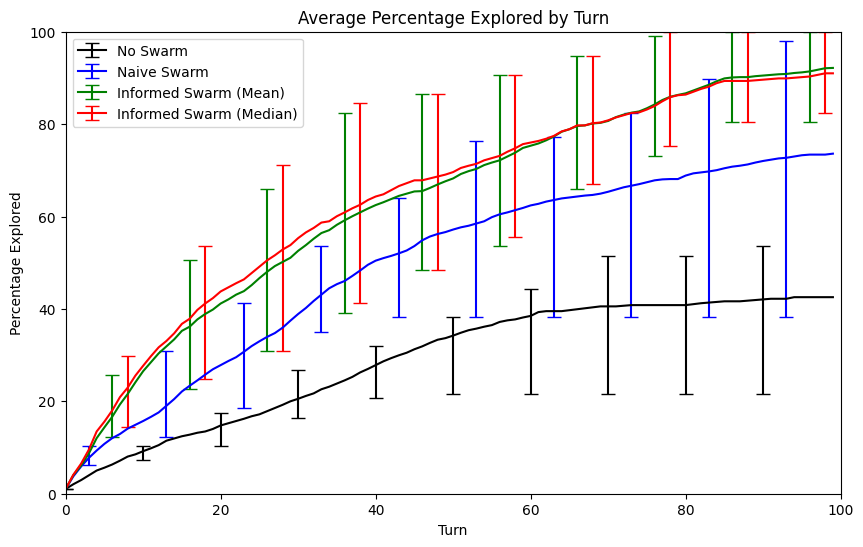 Average Percentage Explored by Turn
No Swarm
Naive Swarm
Informed Swarm (Mean)
Informed Swarm (Median)
Percentage Explored
100
80
60
40
20
0
0 20 40 60 80 100
Turn